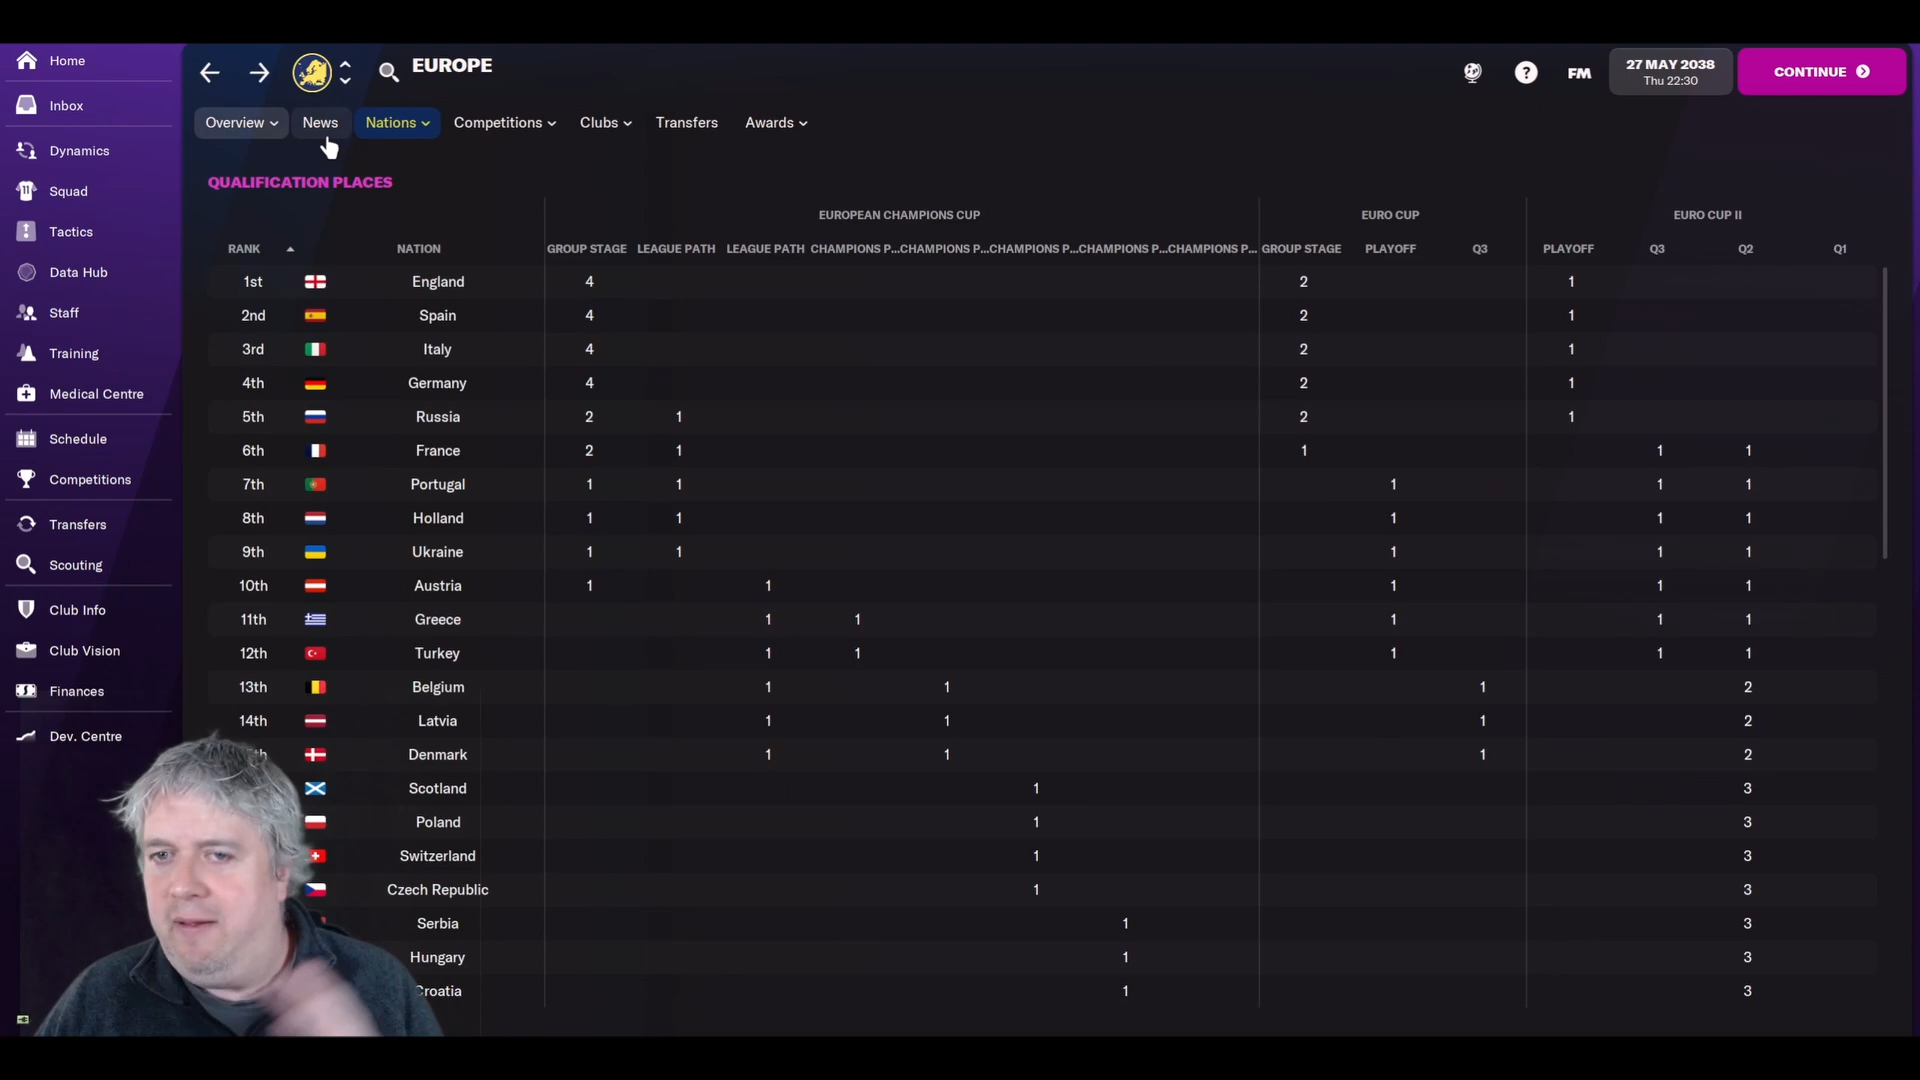 Home
Inbox
Dynamics
Squad
Tactics
Data Hub
Staff
Training
Medical Centre
Schedule
Competitions
Transfers
Scouting
Club Info
Club Vision
Finances
Dev. Centre
EUROPE
FM
27 MAY 2038
Thu 22:30
CONTINUE
Overview News Nations Competitions Clubs Transfers Awards
QUALIFICATION PLACES
EUROPEAN CHAMPIONS CUP EURO CUP EURO CUP II
RANK NATION GROUP STAGE LEAGUE PATH LEAGUE PATH CHAMPIONS P... CHAMPIONS P... CHAMPIONS P... CHAMPIONS P... CHAMPIONS P... GROUP STAGE PLAYOFF Q3 PLAYOFF Q3 Q2 Q1
1st England 4 2 1
2nd Spain 4 2 1
3rd Italy 4 2 1
4th Germany 4 2 1
5th Russia 2 1 2 1
6th France 2 1 1 1 1
7th Portugal 1 1 1 1 1
8th Holland 1 1 1 1 1
9th Ukraine 1 1 1 1 1
10th Austria 1 1 1 1 1
11th Greece 1 1 1 1 1
12th Turkey 1 1 1 1 1
13th Belgium 1 1 1 2
14th Latvia 1 1 1 2
Denmark 1 1 1 2
Scotland 1 3
Poland 1 3
Switzerland 1 3
Czech Republic 1 3
Serbia 1 3
Hungary 1 3
Croatia 1 3